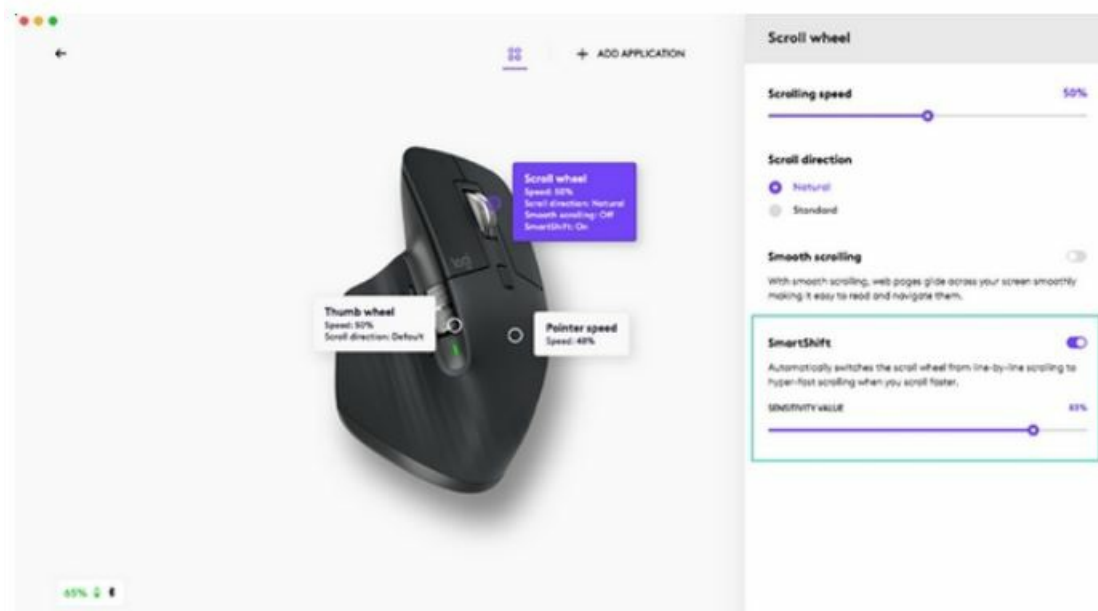 ADD APPLICATION
Scroll wheel
Speed: 50%
Scroll direction: Natural
Smooth scrolling: Off
SmartShift: On
logi
Thumb wheel
Speed: 50%
Scroll direction: Default
Pointer speed
Speed: 48%
65%
Scroll wheel
Scrolling speed 50%
Scroll direction
Natural
Standard
Smooth scrolling
With smooth scrolling, web pages glide across your screen smoothly
making it easy to read and navigate them.
SmartShift
Automatically switches the scroll wheel from line-by-line scrolling to
hyper-fast scrolling when you scroll faster.
SENSITIVITY VALUE